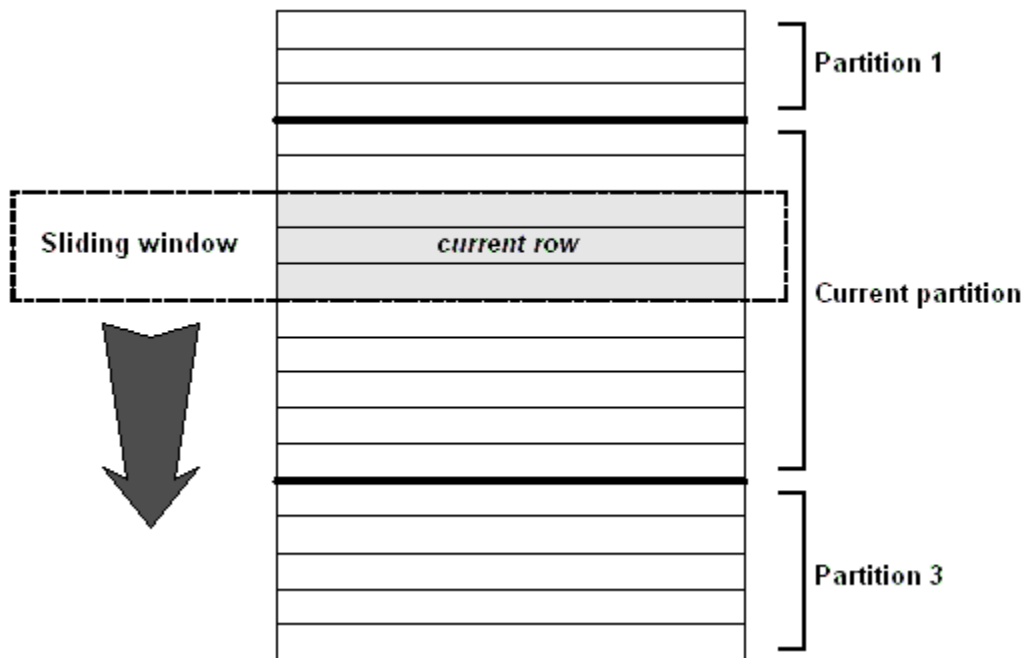 Partition 1
Sliding window
current row
Current partition
Partition 3